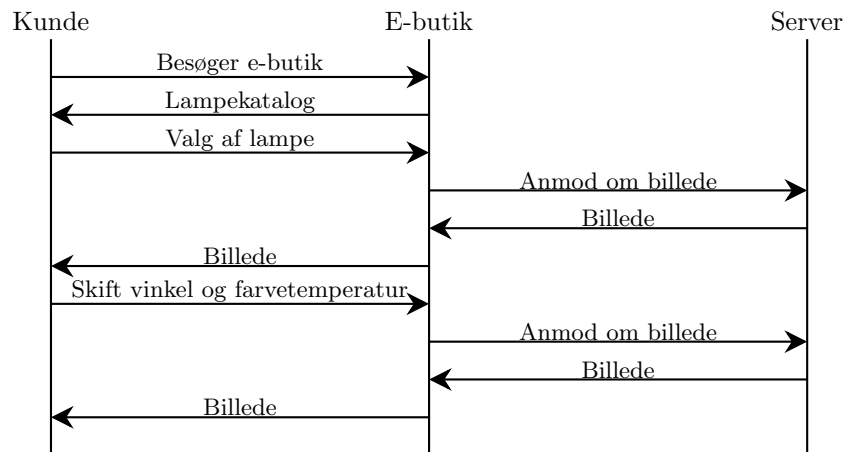 Kunde E-butik Server
Besøger e-butik
Lampekatalog
Valg af lampe
Anmod om billede
Billede
Billede
Skift vinkel og farvetemperatur
Anmod om billede
Billede
Billede